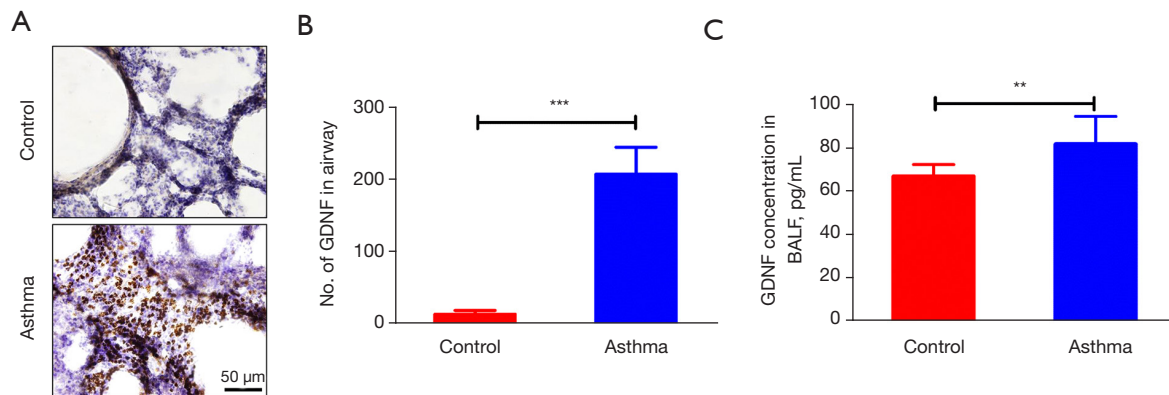 A
Control
Asthma
50 µm
B
No. of GDNF in airway
300
200
100
0
***
Control
Asthma
C
GDNF concentration in
BALF, pg/mL
100
80
60
40
20
0
**
Control
Asthma